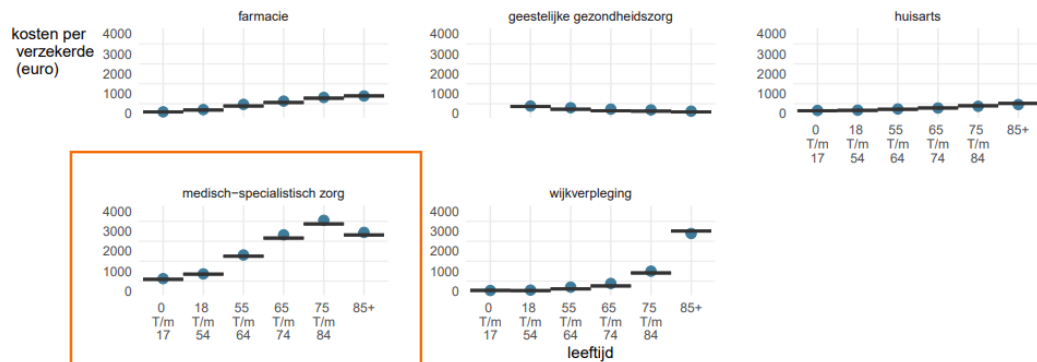 farmacie
geestelijke gezondheidszorg
huisarts
kosten per
verzekerde
(euro)
4000
3000
2000
1000
0
4000
3000
2000
1000
0
4000
3000
2000
1000
0
0 18 55 65 75 85+
T/m T/m T/m T/m T/m
17 54 64 74 84
medisch−specialistisch zorg
wijkverpleging
4000
3000
2000
1000
0
4000
3000
2000
1000
0
0 18 55 65 75 85+
T/m T/m T/m T/m T/m
17 54 64 74 84
0 18 55 65 75 85+
T/m T/m T/m T/m T/m
17 54 64 74 84
leeftijd